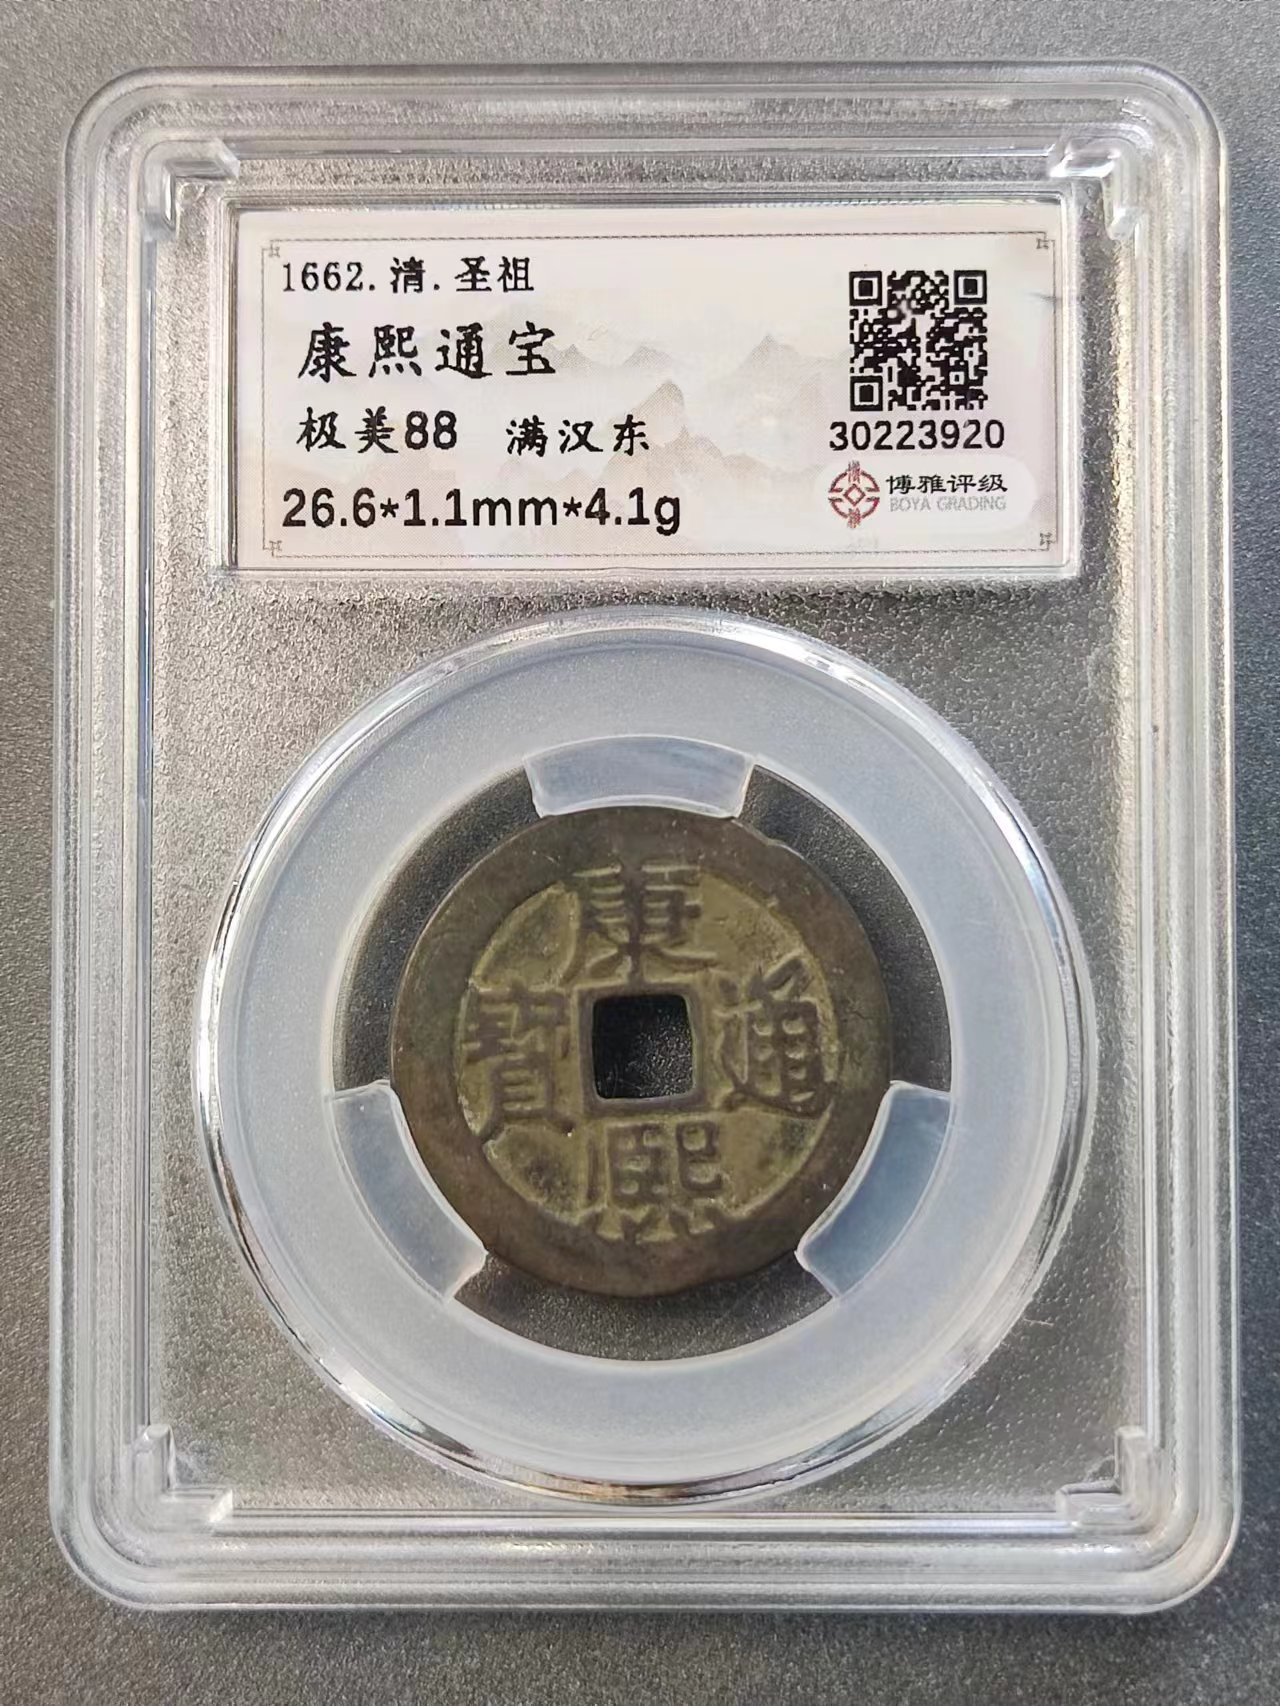 1662.清.圣祖
康熙通宝
极美88 满汉东
26.6*1.1mm*4.1g
30223920
博雅评级
BOYA GRADING
康
寶 通
熙